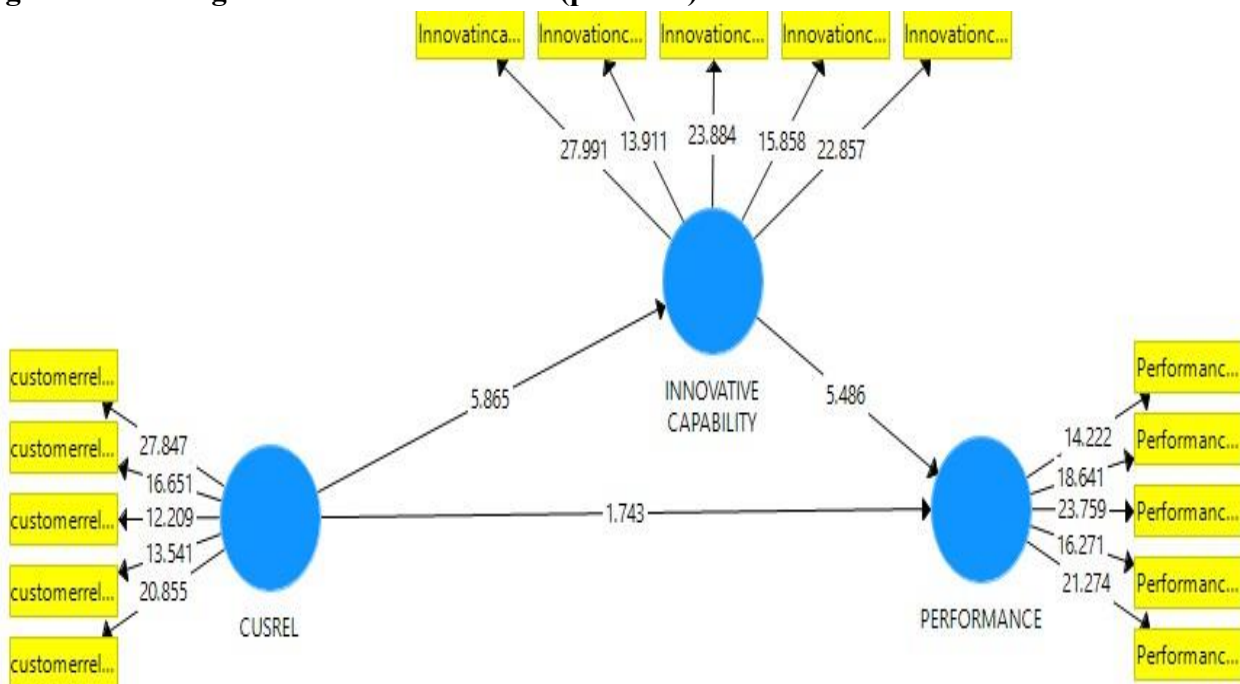 Innovatinca... Innovationc... Innovationc... Innovationc... Innovationc...
27.991 13.911 23.884 15.858 22.857
INNOVATIVE
CAPABILITY
5.865
5.486
1.743
customerrel...
customerrel...
customerrel...
customerrel...
customerrel...
27.847
16.651
12.209
13.541
20.855
CUSREL
Performanc...
Performanc...
Performanc...
Performanc...
Performanc...
14.222
18.641
23.759
16.271
21.274
PERFORMANCE